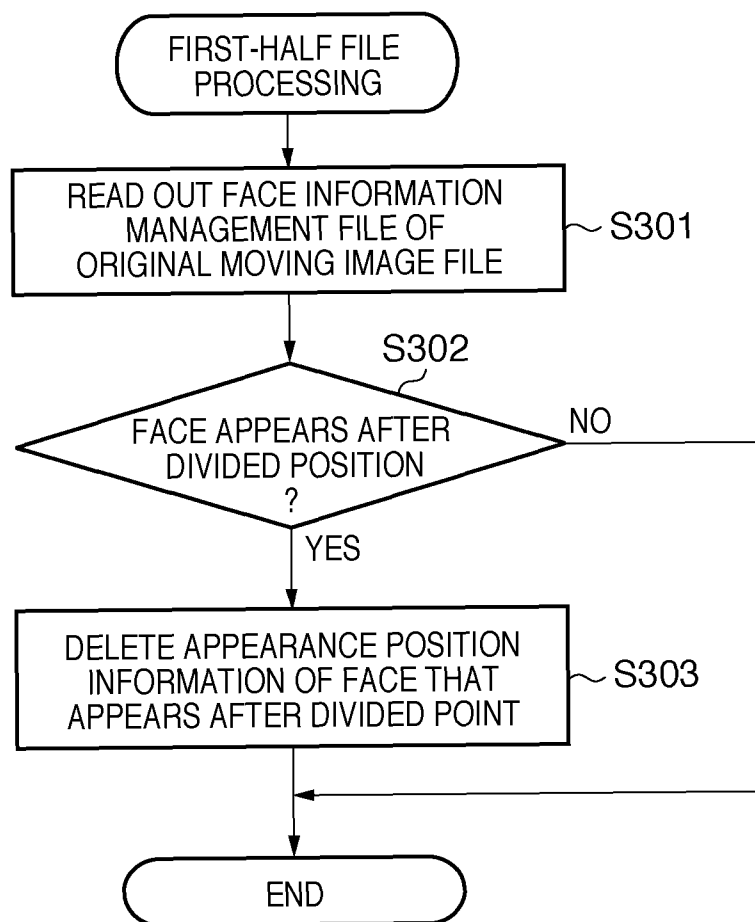 FIRST-HALF FILE
PROCESSING
READ OUT FACE INFORMATION
MANAGEMENT FILE OF
ORIGINAL MOVING IMAGE FILE
S301
S302
FACE APPEARS AFTER
DIVIDED POSITION
?
NO
YES
DELETE APPEARANCE POSITION
INFORMATION OF FACE THAT
APPEARS AFTER DIVIDED POINT
S303
END